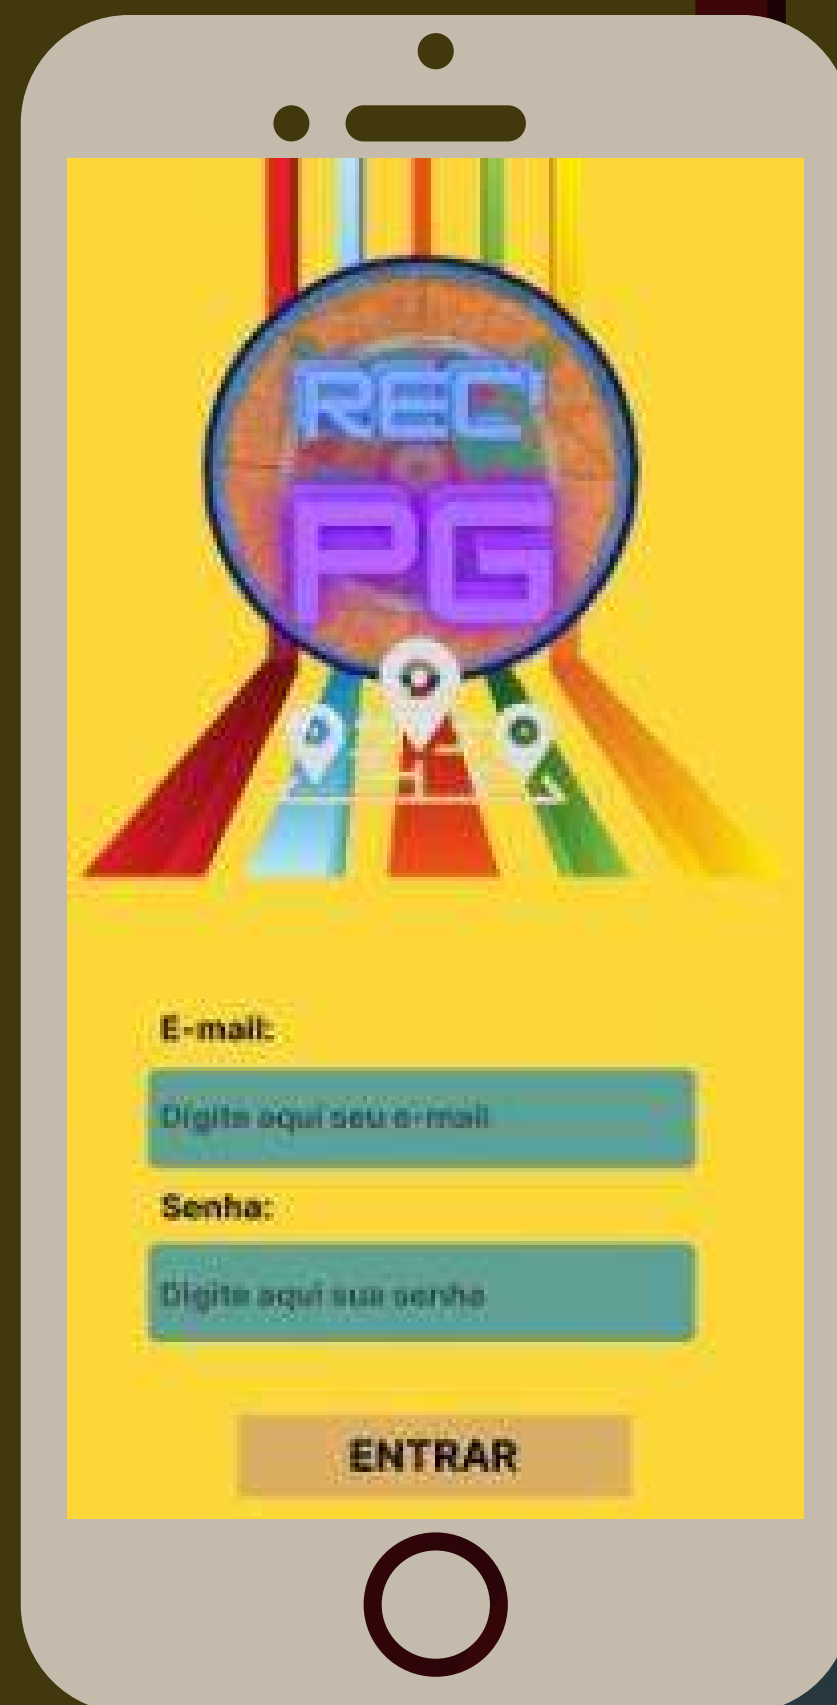 REC'
PG
E-mail:
Digite aqui seu e-mail
Senha:
Digite aqui sua senha
ENTRAR